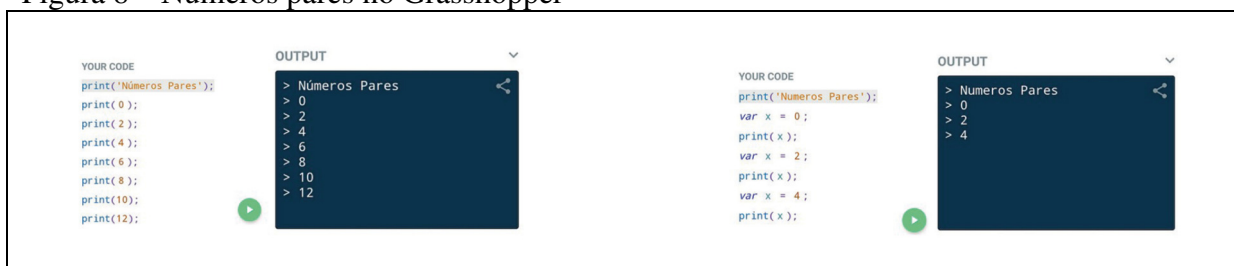 Figura 8 – Números pares no Grasshopper
YOUR CODE
print('Números Pares');
print( 0 );
print( 2 );
print( 4 );
print( 6 );
print( 8 );
print(10);
print(12);
OUTPUT
> Números Pares
> 0
> 2
> 4
> 6
> 8
> 10
> 12
YOUR CODE
print('Numeros Pares');
var x = 0 ;
print( x );
var x = 2 ;
print( x );
var x = 4 ;
print( x );
OUTPUT
> Numeros Pares
> 0
> 2
> 4